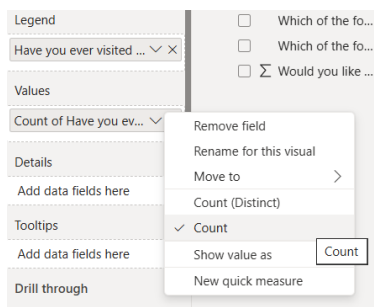 Legend
Have you ever visited ...
Values
Count of Have you ev...
Details
Add data fields here
Tooltips
Add data fields here
Drill through
Which of the fo...
Which of the fo...
Σ Would you like ...
Remove field
Rename for this visual
Move to
Count (Distinct)
Count
Show value as
New quick measure
Count